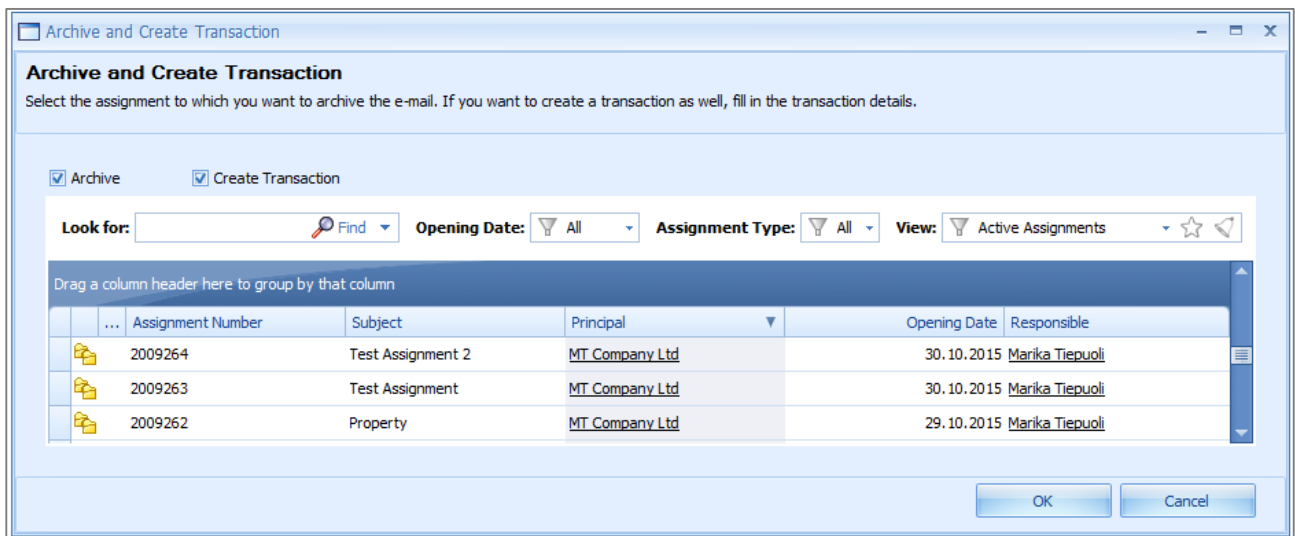 Archive and Create Transaction
Archive and Create Transaction
Select the assignment to which you want to archive the e-mail. If you want to create a transaction as well, fill in the transaction details.
Archive Create Transaction
Look for: Find Opening Date: All Assignment Type: All View: Active Assignments
Drag a column header here to group by that column
... Assignment Number Subject Principal Opening Date Responsible
2009264 Test Assignment 2 MT Company Ltd 30.10.2015 Marika Tiepuoli
2009263 Test Assignment MT Company Ltd 30.10.2015 Marika Tiepuoli
2009262 Property MT Company Ltd 29.10.2015 Marika Tiepuoli
OK Cancel